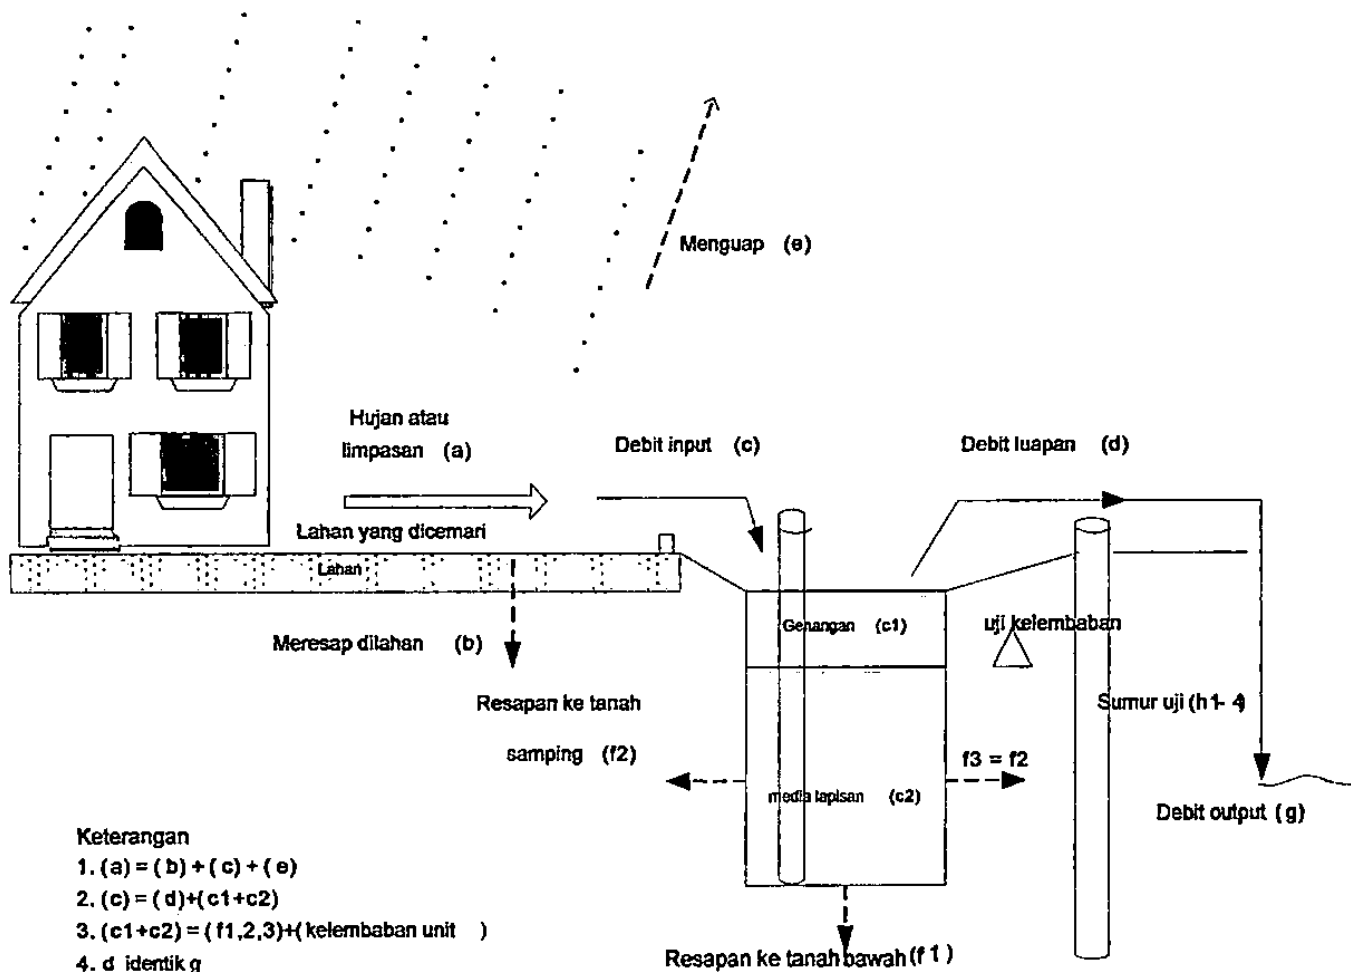 Menguap (e)
Hujan atau
limpasan (a)
Debit input (c)
Debit luapan (d)
Lahan yang dicemari
Lahan
Genangan (c1)
uji kelembaban
Meresap dilahan (b)
Resapan ke tanah
samping (f2)
Sumur uji (h1- 4)
f3 = f2
media lapisan (c2)
Debit output (g)
Keterangan
1. (a) = (b) + (c) + (e)
2. (c) = (d)+(c1+c2)
3. (c1+c2) = (f1,2,3)+(kelembaban unit )
4. d identik g
Resapan ke tanah bawah (f1)